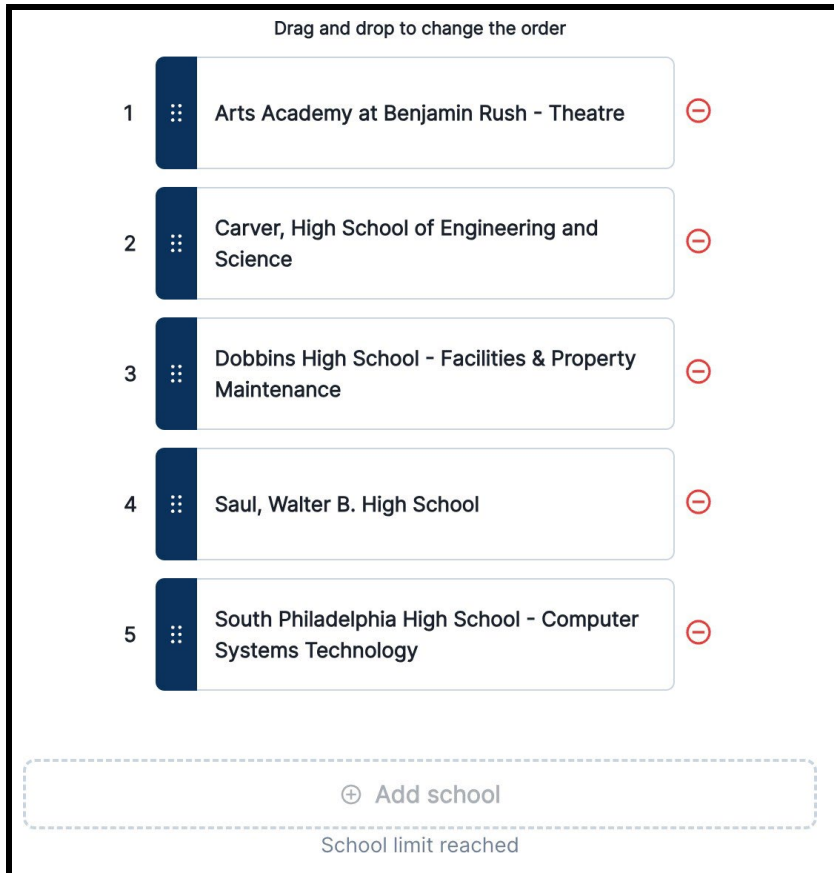 Drag and drop to change the order
1 Arts Academy at Benjamin Rush - Theatre
2 Carver, High School of Engineering and
Science
3 Dobbins High School - Facilities & Property
Maintenance
4 Saul, Walter B. High School
5 South Philadelphia High School - Computer
Systems Technology
Add school
School limit reached